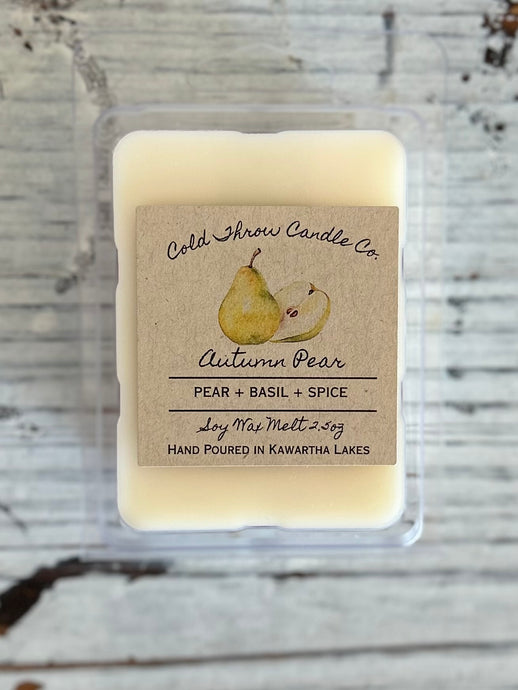 Cold Throw Candle Co.
Autumn Pear
PEAR + BASIL + SPICE
Soy Wax Melt 2.5oz
HAND POURED IN KAWARTHA LAKES